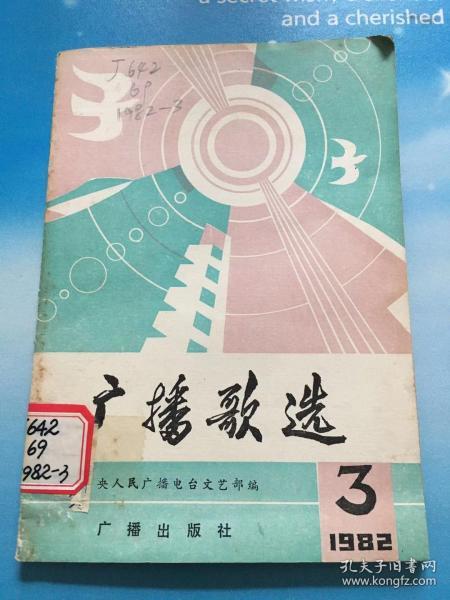 a secret wish, a cherished
and a cherished
J642
69
1982-3
广播歌选
J642
69
1982-3
央人民广播电台文艺部编
广播出版社
3
1982
孔夫子旧书网
www.kongfz.com